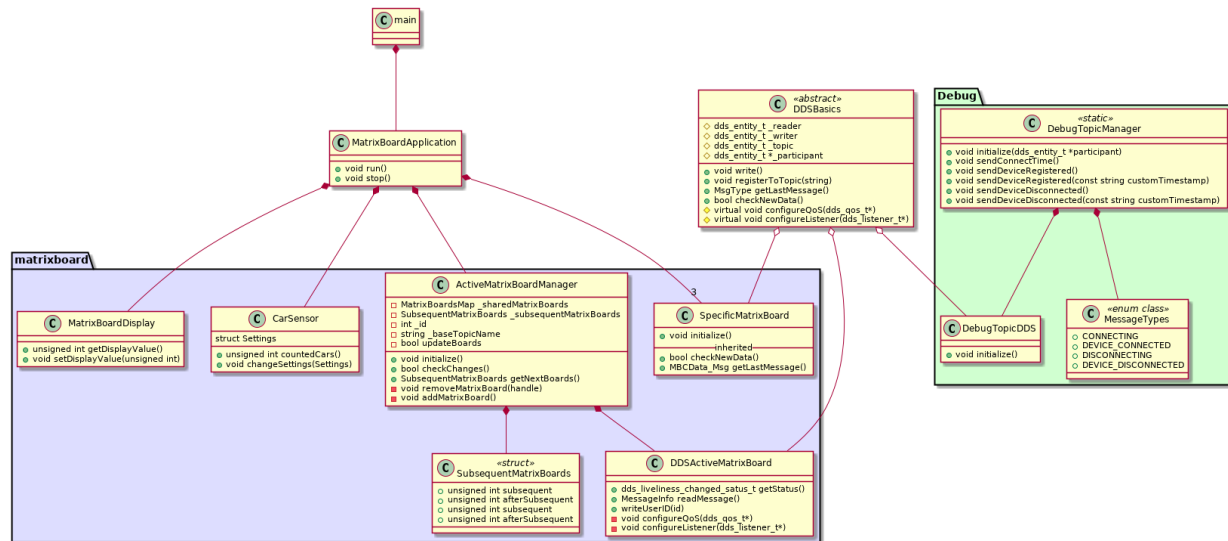 C main
C MatrixBoardApplication
void run()
void stop()
«abstract»
C DDSBasics
dds_entity_t _reader
dds_entity_t _writer
dds_entity_t _topic
dds_entity_t *_participant
void write()
void registerToTopic(string)
MsgType getLastMessage()
bool checkNewData()
virtual void configureQoS(dds_qos_t*)
virtual void configureListener(dds_listener_t*)
Debug
«static»
C DebugTopicManager
void initialize(dds_entity_t *participant)
void sendConnectTime()
void sendDeviceRegistered()
void sendDeviceRegistered(const string customTimestamp)
void sendDeviceDisconnected()
void sendDeviceDisconnected(const string customTimestamp)
C DebugTopicDDS
void initialize()
«enum class»
C MessageTypes
CONNECTING
DEVICE_CONNECTED
DISCONNECTING
DEVICE_DISCONNECTED
matrixboard
C MatrixBoardDisplay
unsigned int getDisplayValue()
void setDisplayValue(unsigned int)
C CarSensor
struct Settings
unsigned int countedCars()
void changeSettings(Settings)
C ActiveMatrixBoardManager
MatrixBoardsMap _sharedMatrixBoards
SubsequentMatrixBoards _subsequentMatrixBoards
int _id
string _baseTopicName
bool updateBoards
void initialize()
bool checkChanges()
SubsequentMatrixBoards getNextBoards()
void removeMatrixBoard(handle)
void addMatrixBoard()
3
C SpecificMatrixBoard
void initialize()
inherited
bool checkNewData()
MBCData_Msg getLastMessage()
«struct»
C SubsequentMatrixBoards
unsigned int subsequent
unsigned int afterSubsequent
unsigned int subsequent
unsigned int afterSubsequent
C DDSActiveMatrixBoard
dds_liveliness_changed_satus_t getStatus()
MessageInfo readMessage()
writeUserID(id)
void configureQoS(dds_qos_t*)
void configureListener(dds_listener_t*)